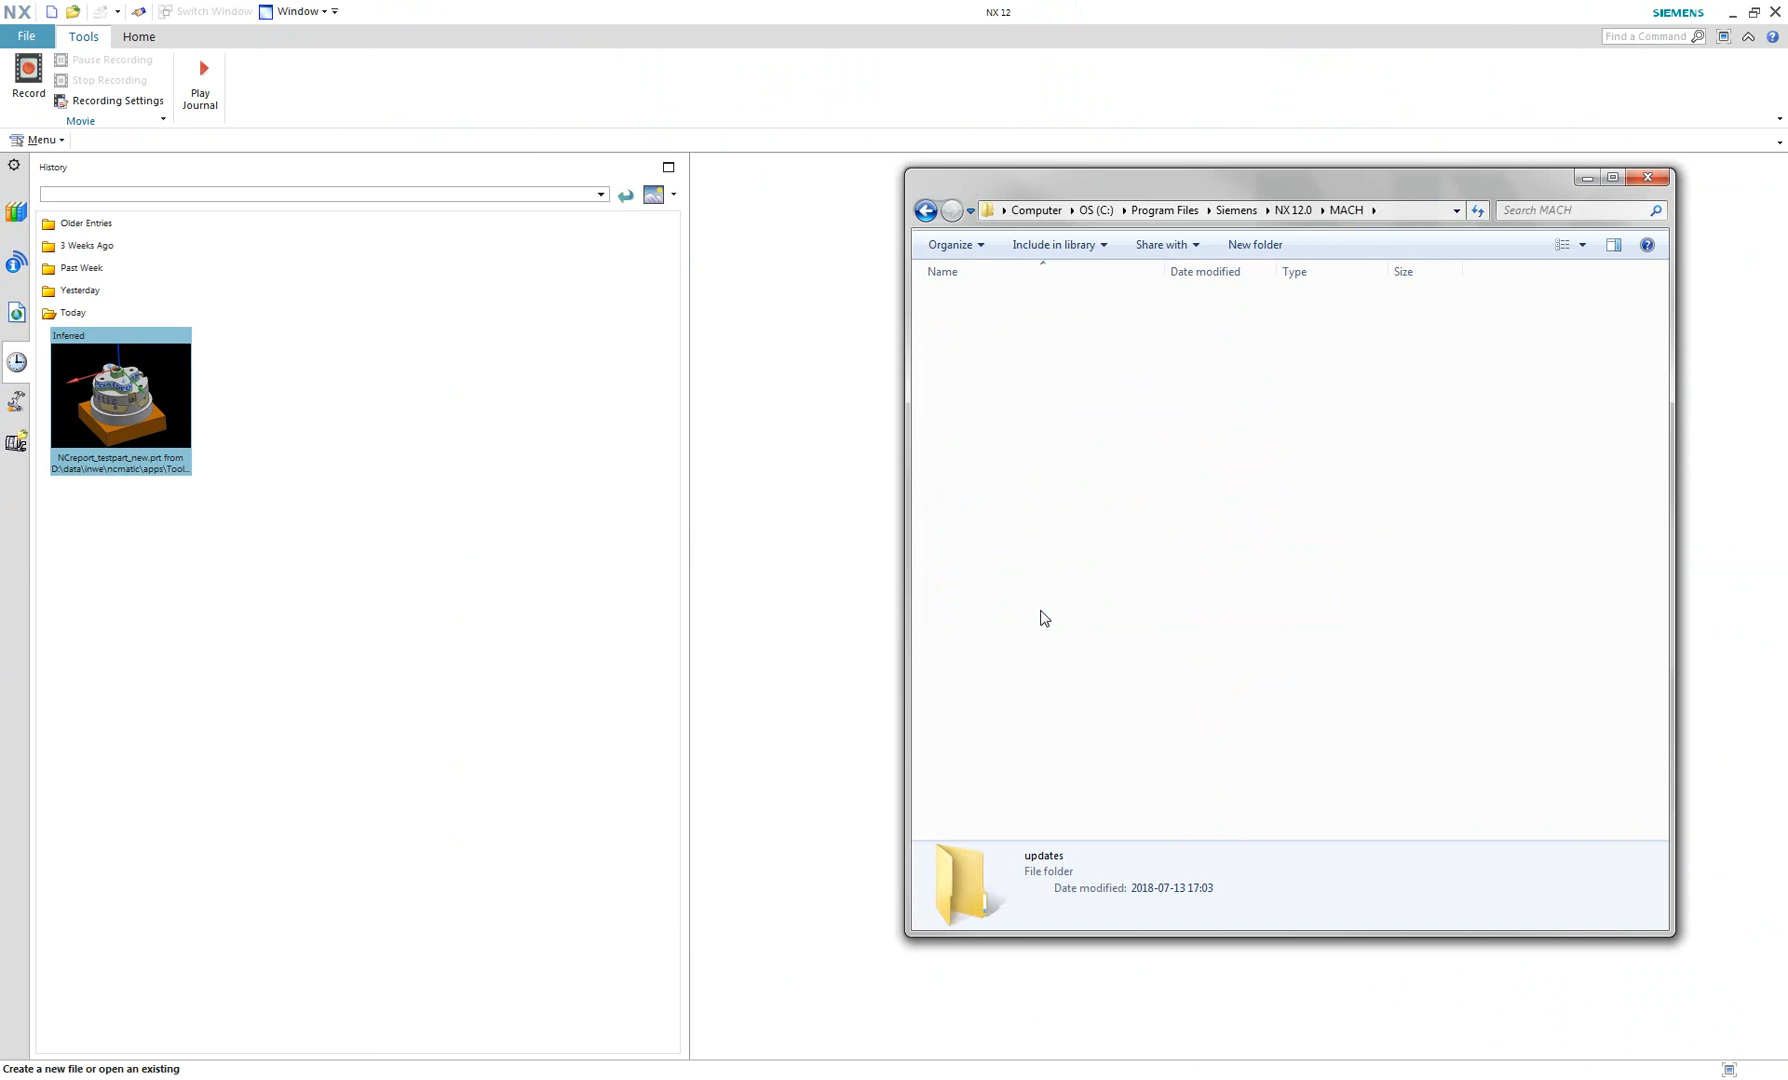 NX
Switch Window
Window
NX 12
SIEMENS
File
Tools
Home
Find a Command
Record
Pause Recording
Stop Recording
Recording Settings
Movie
Play
Journal
Menu
History
Older Entries
3 Weeks Ago
Past Week
Yesterday
Today
Inferred
NCreport_testpart_new.prt from
D:\data\inwe\ncmatic\apps\Tool...
Computer
OS (C:)
Program Files
Siemens
NX 12.0
MACH
Search MACH
Organize
Include in library
Share with
New folder
Name
Date modified
Type
Size
updates
File folder
Date modified: 2018-07-13 17:03
Create a new file or open an existing